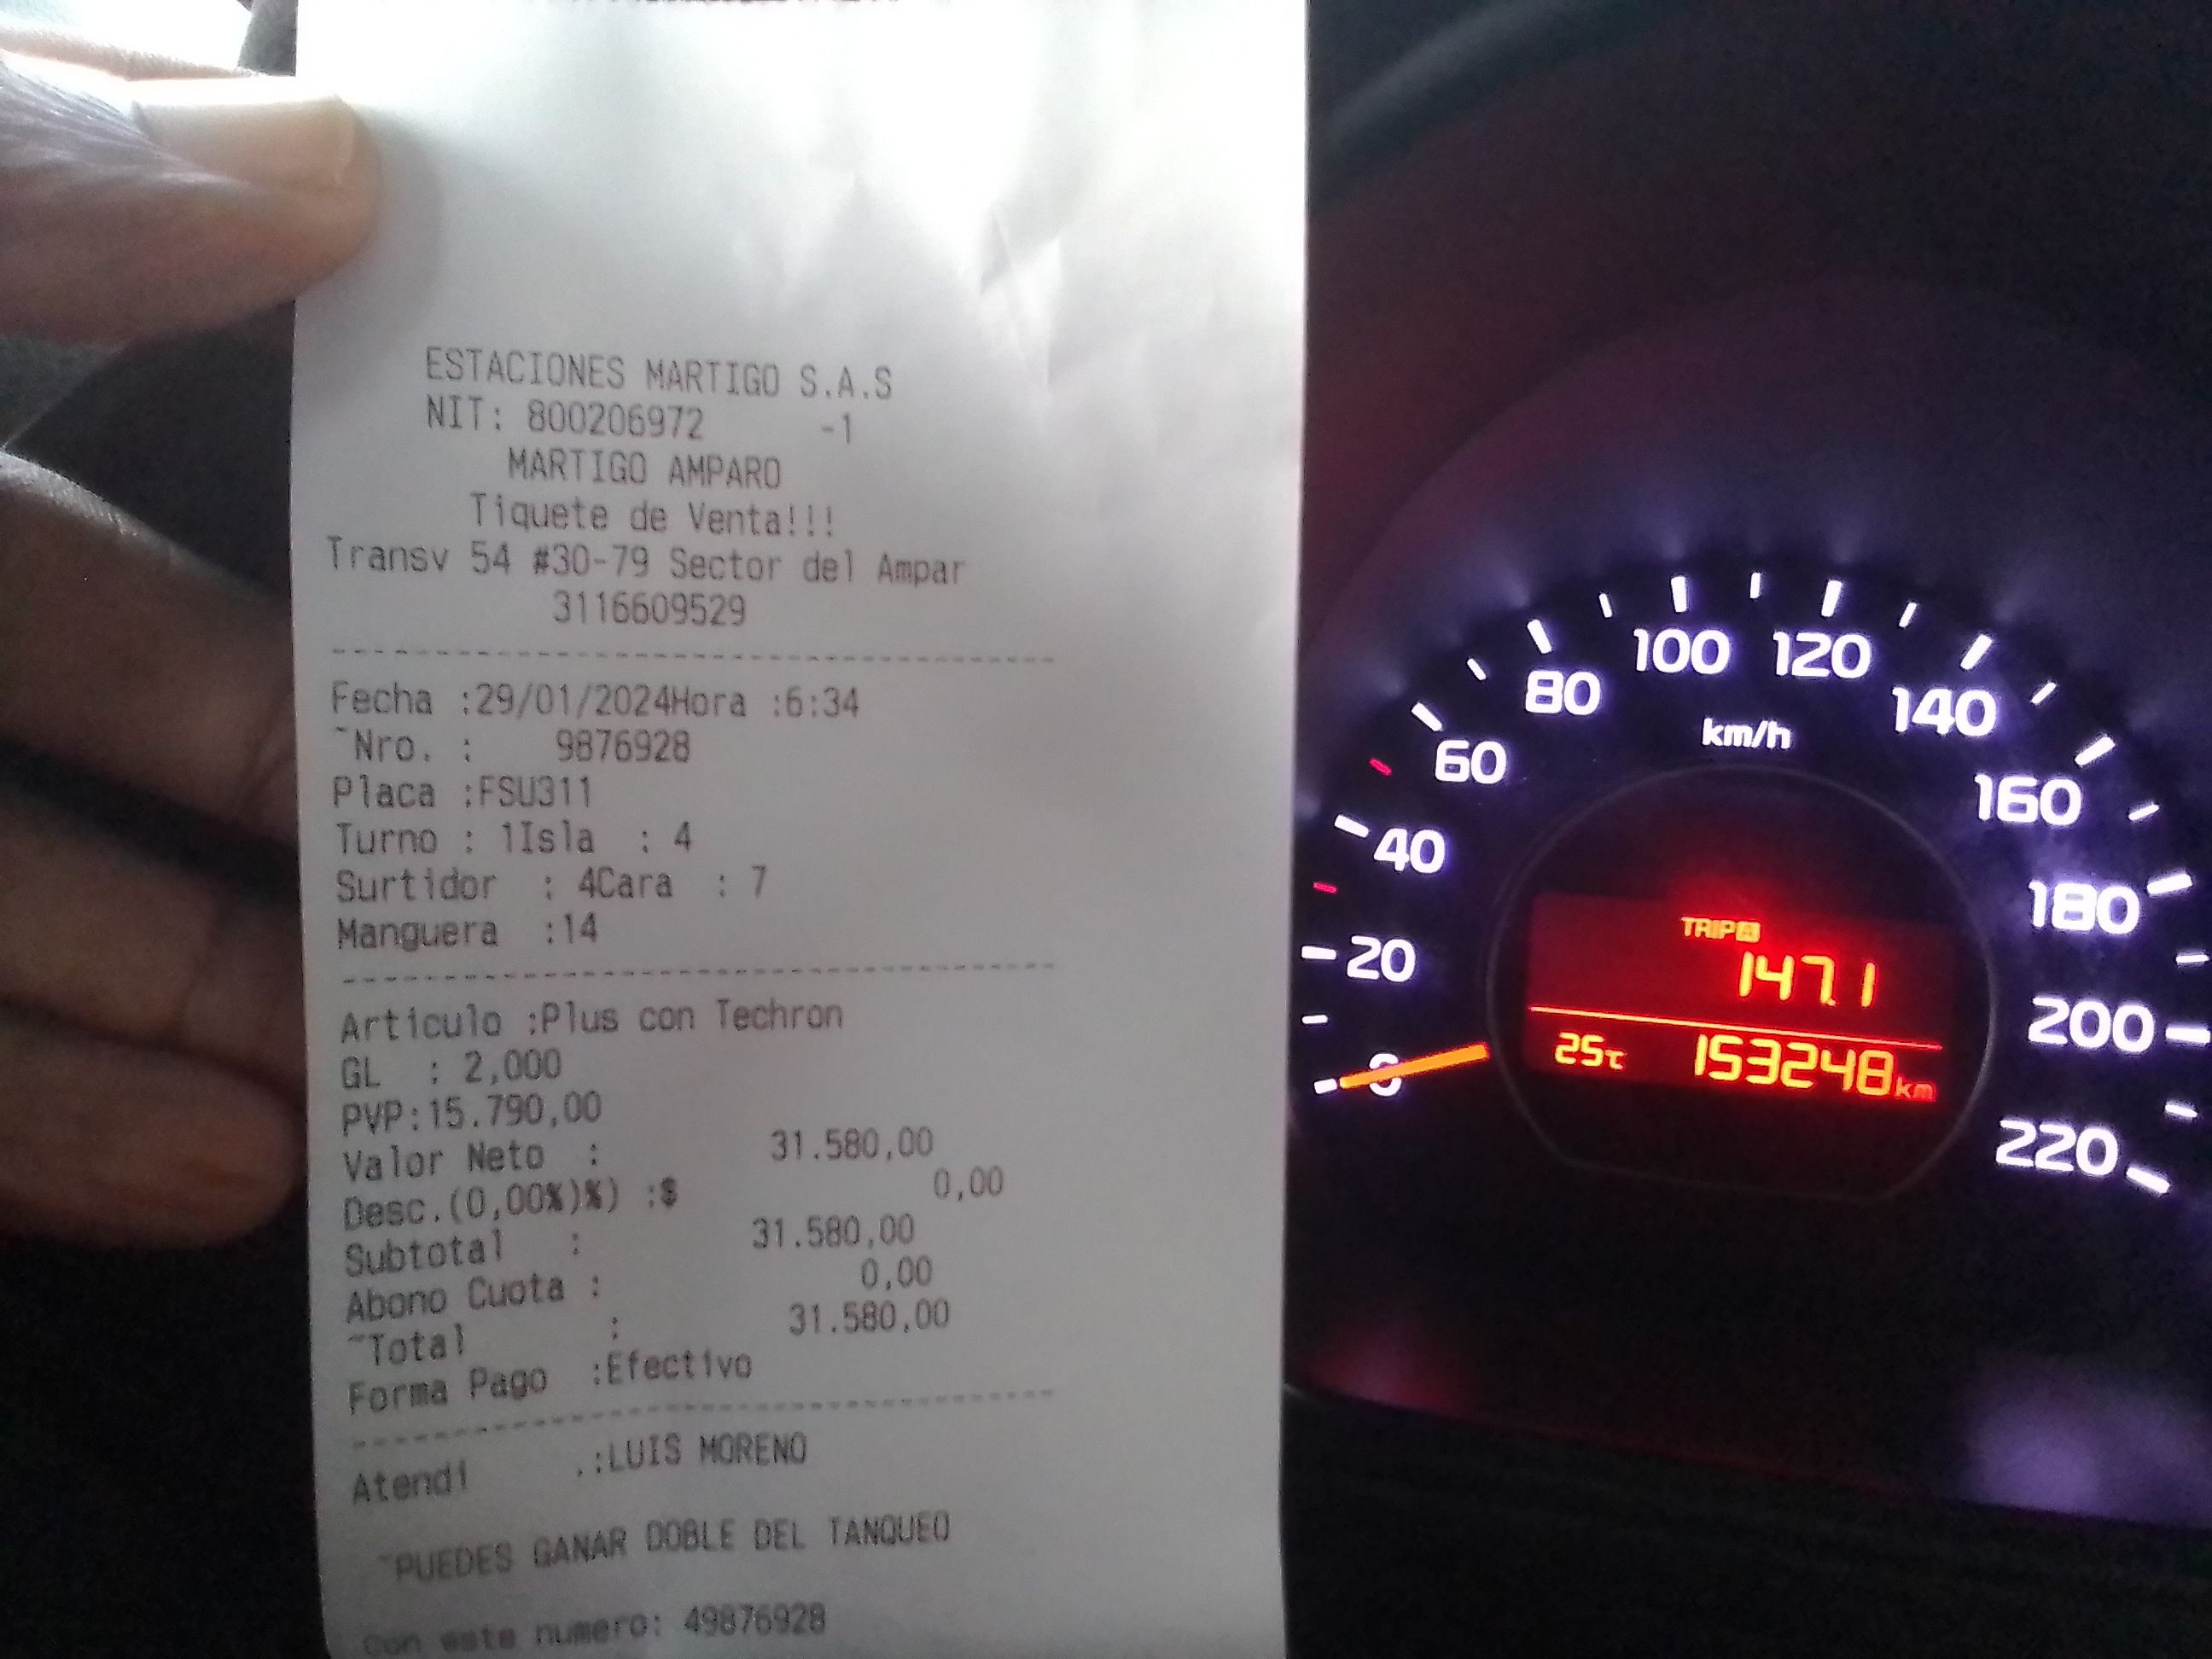 ESTACIONES MARTIGO S.A.S
NIT: 800206972 -1
MARTIGO AMPARO
Tiquete de Venta!!!
Transv 54 #30-79 Sector del Ampar
3116609529
Fecha :29/01/2024Hora :6:34
~Nro. : 9876928
Placa :FSU311
Turno : 1Isla : 4
Surtidor : 4Cara : 7
Manguera :14
Articulo :Plus con Techron
GL : 2,000
PVP:15.790,00
Valor Neto : 31.580,00
Desc.(0,00%)%) :$ 0,00
Subtotal : 31.580,00
Abono Cuota : 0,00
~Total : 31.580,00
Forma Pago :Efectivo
Atendi .:LUIS MORENO
~PUEDES GANAR DOBLE DEL TANQUEO
Con este numero: 49876928
0
20
40
60
80
100
120
140
160
180
200
220
km/h
TRIP A
147.1
25℃ 153248 km